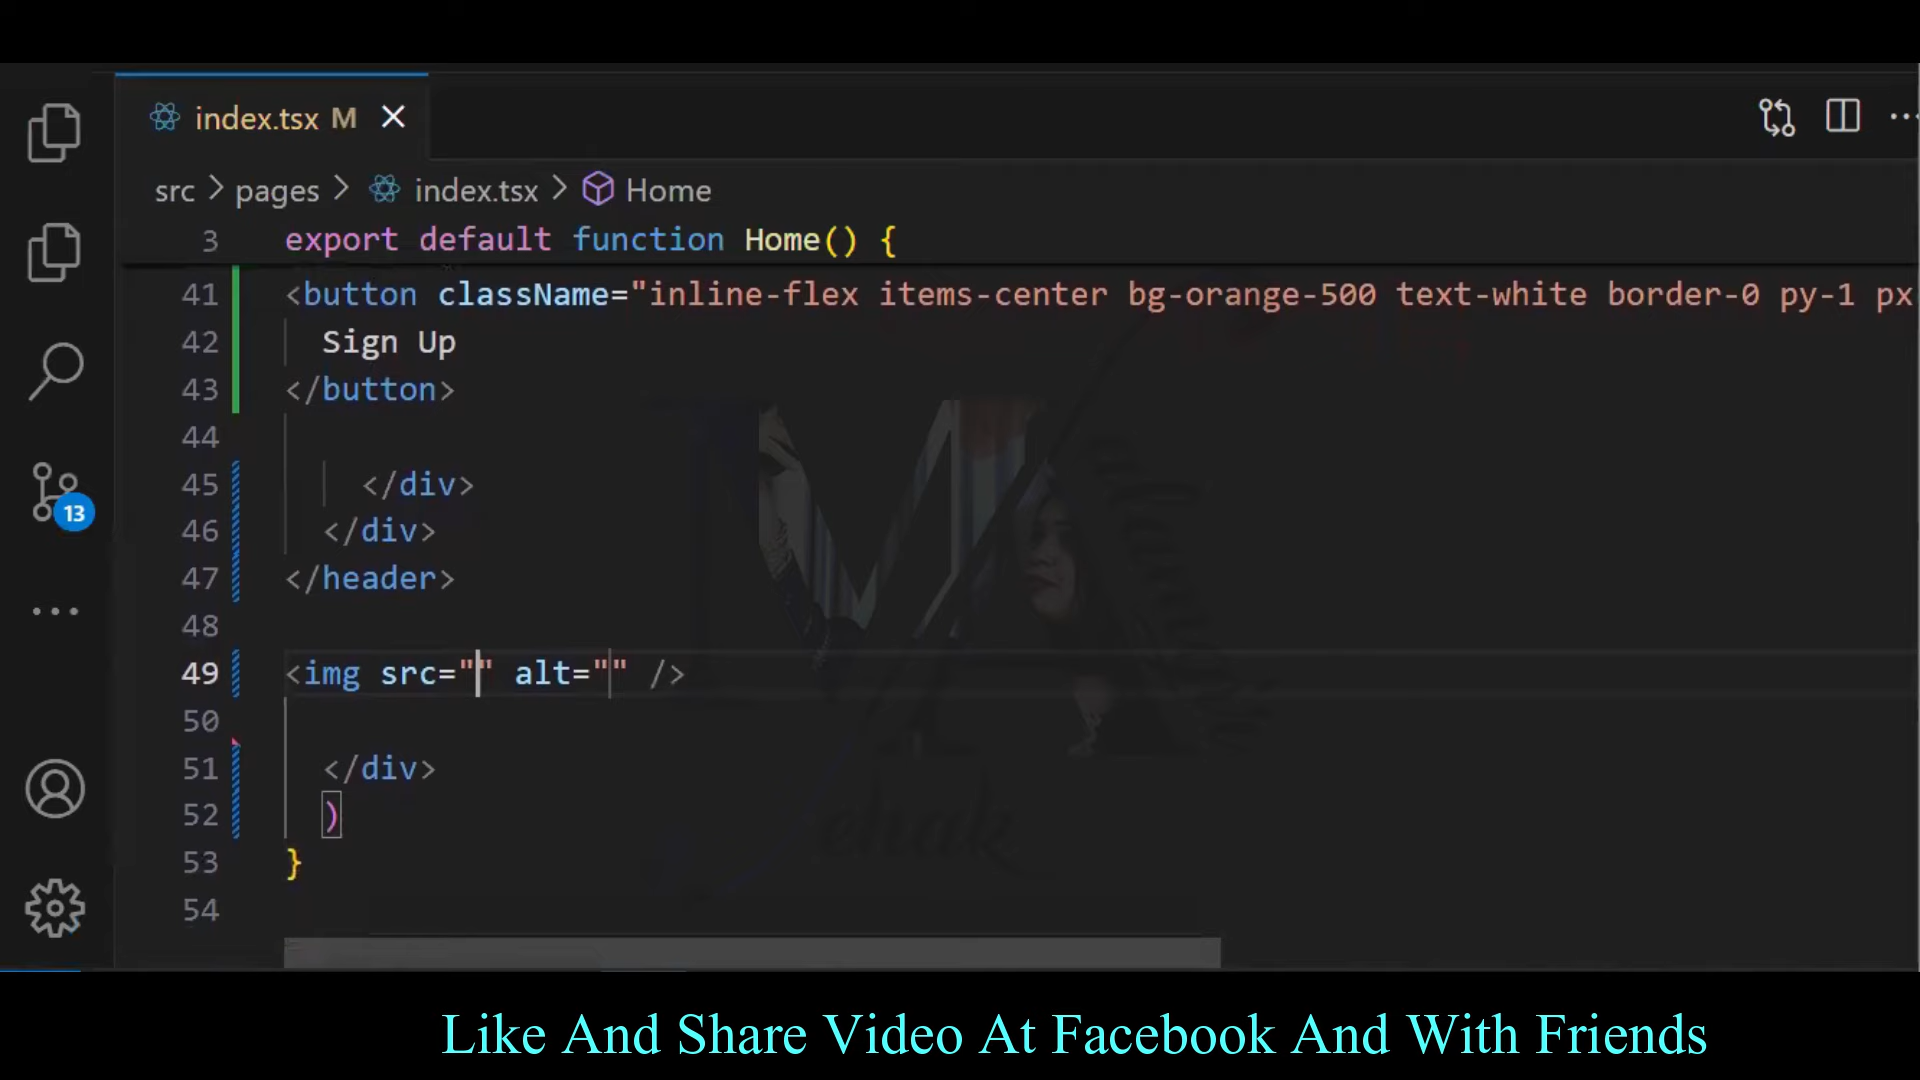 index.tsx M
src > pages > index.tsx > Home
3 export default function Home() {
41 <button className="inline-flex items-center bg-orange-500 text-white border-0 py-1 px
42 Sign Up
43 </button>
44
45 </div>
46 </div>
47 </header>
48
49 <img src="" alt="" />
50
51 </div>
52 )
53 }
54
13
ehak
Like And Share Video At Facebook And With Friends